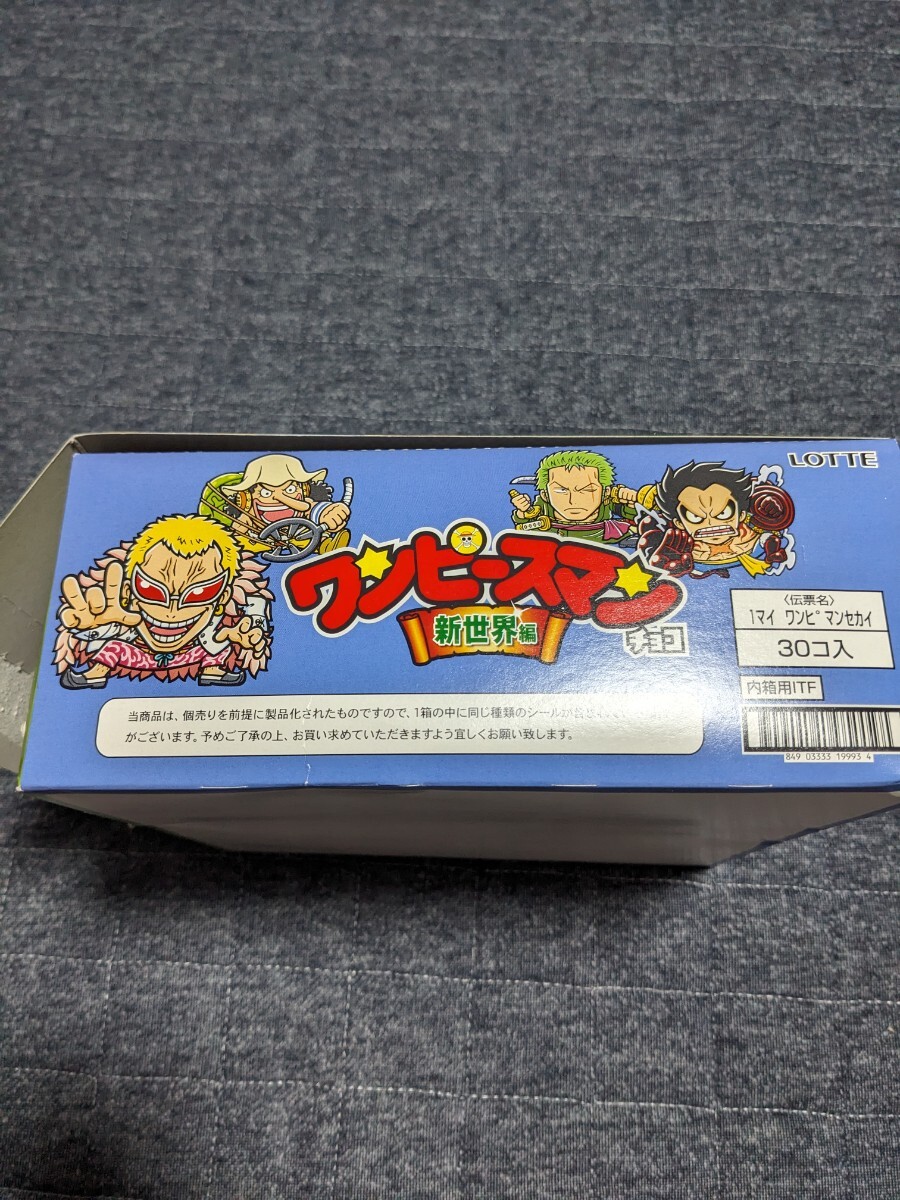 LOTTE
ワンピースマン
チョコ
新世界編
〈伝票名〉
1マイ ワンピ マンセカイ
30コ入
内箱用ITF
849 03333 19993 4
当商品は、個売りを前提に製品化されたものですので、1箱の中に同じ種類のシールが
がございます。予めご了承の上、お買い求めていただきますよう宜しくお願い致します。